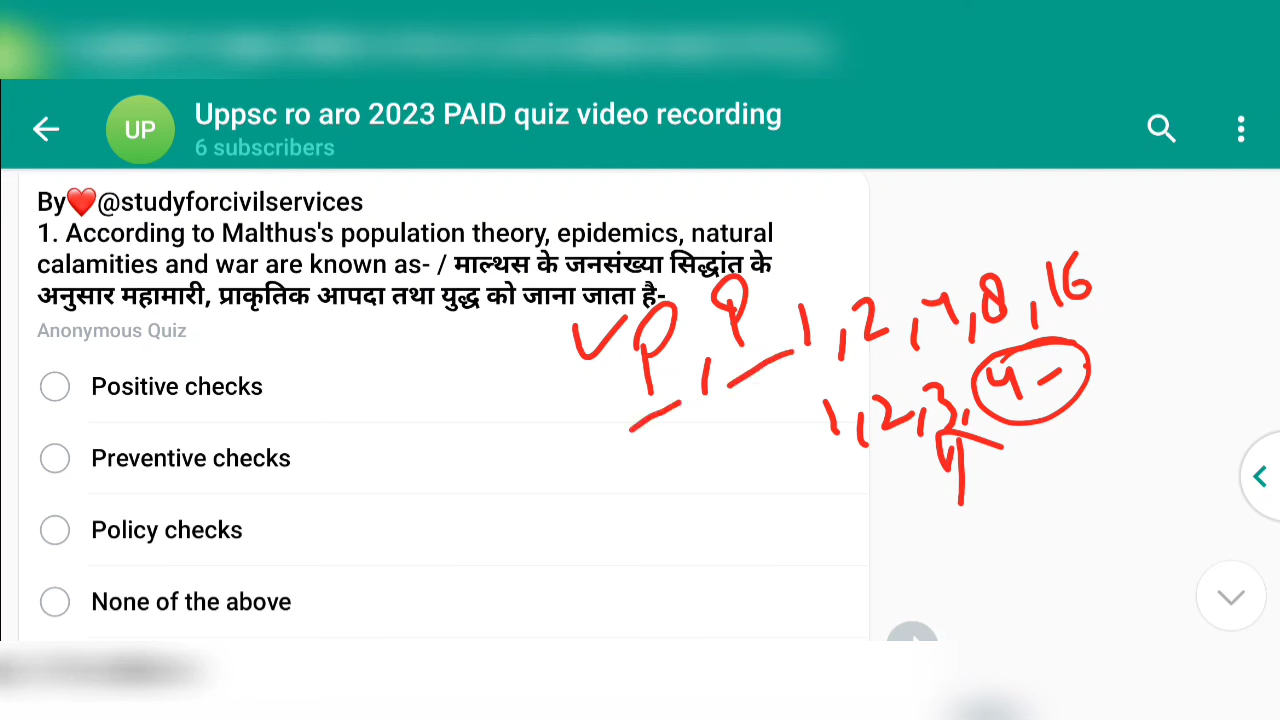 UP
Uppsc ro aro 2023 PAID quiz video recording
6 subscribers
By❤️@studyforcivilservices
1. According to Malthus's population theory, epidemics, natural
calamities and war are known as- / माल्थस के जनसंख्या सिद्धांत के
अनुसार महामारी, प्राकृतिक आपदा तथा युद्ध को जाना जाता है-
Anonymous Quiz
P, P
1, 2, 4, 8, 16
1, 2, 3, 4 -
4
Positive checks
Preventive checks
Policy checks
None of the above